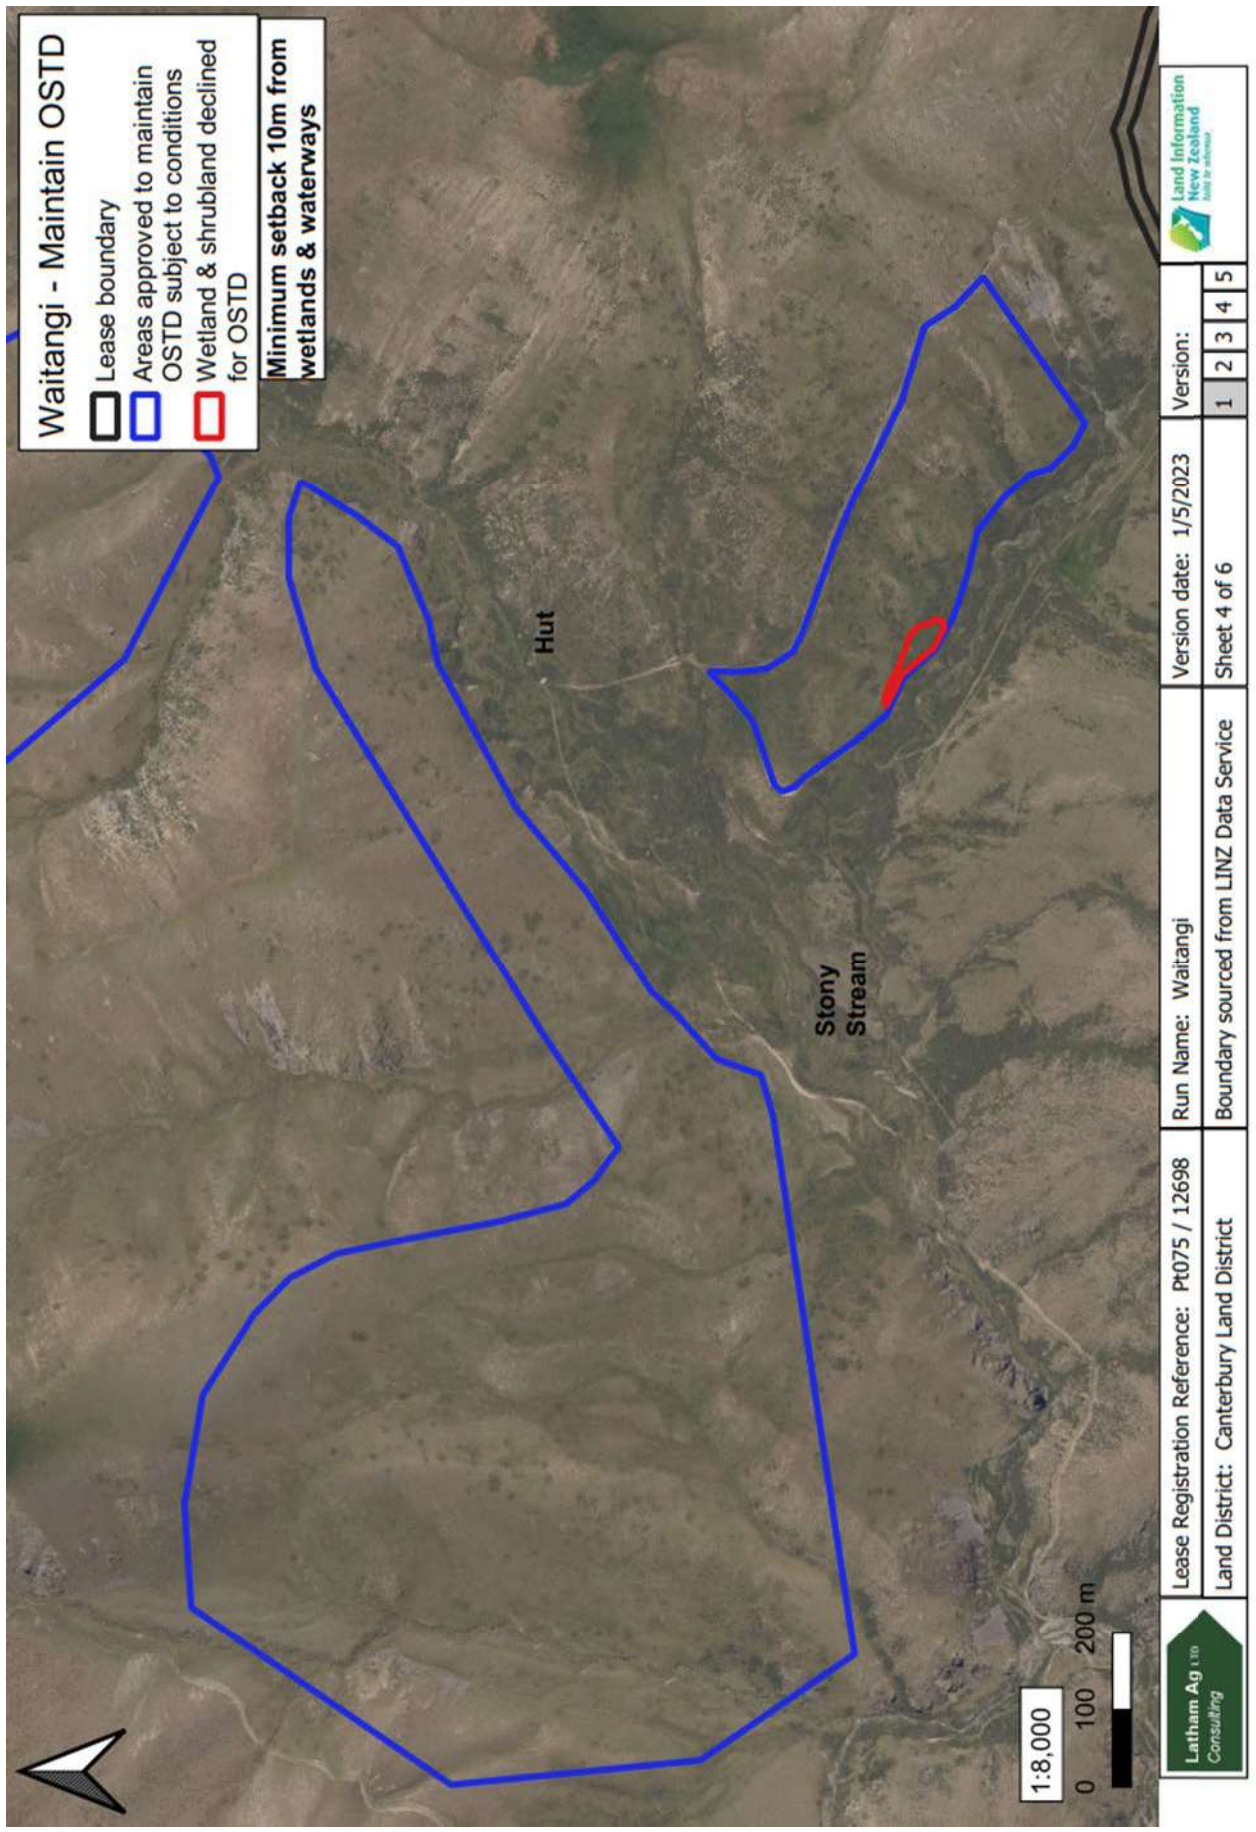 Waitangi - Maintain OSTD
Lease boundary
Areas approved to maintain
OSTD subject to conditions
Wetland & shrubland declined
for OSTD
Minimum setback 10m from
wetlands & waterways
Hut
Stony
Stream
1:8,000
0 100 200 m
Latham Ag LTD
Consulting
Lease Registration Reference: Pt075 / 12698
Run Name: Waitangi
Version date: 1/5/2023
Version:
Land District: Canterbury Land District
Boundary sourced from LINZ Data Service
Sheet 4 of 6
1 2 3 4 5
Land Information
New Zealand